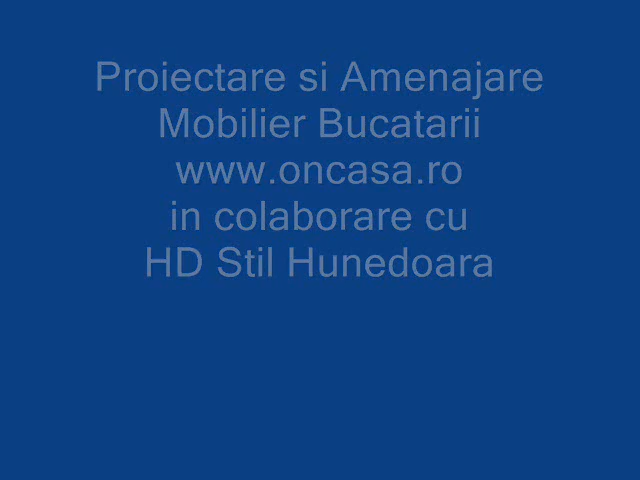 Proiectare si Amenajare
Mobilier Bucatarii
www.oncasa.ro
in colaborare cu
HD Stil Hunedoara